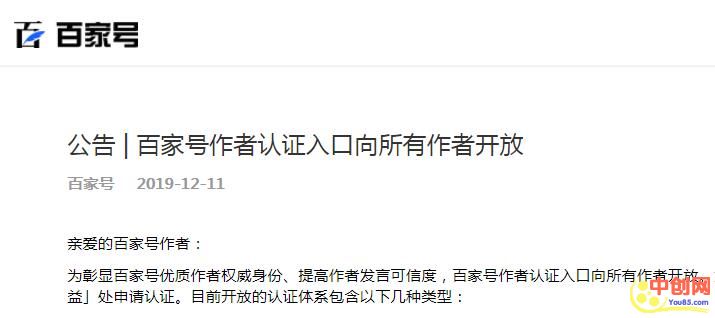 百家号
公告 | 百家号作者认证入口向所有作者开放
百家号 2019-12-11
亲爱的百家号作者：
为彰显百家号优质作者权威身份、提高作者发言可信度，百家号作者认证入口向所有作者开放
益」处申请认证。目前开放的认证体系包含以下几种类型：
中创网
You85.com